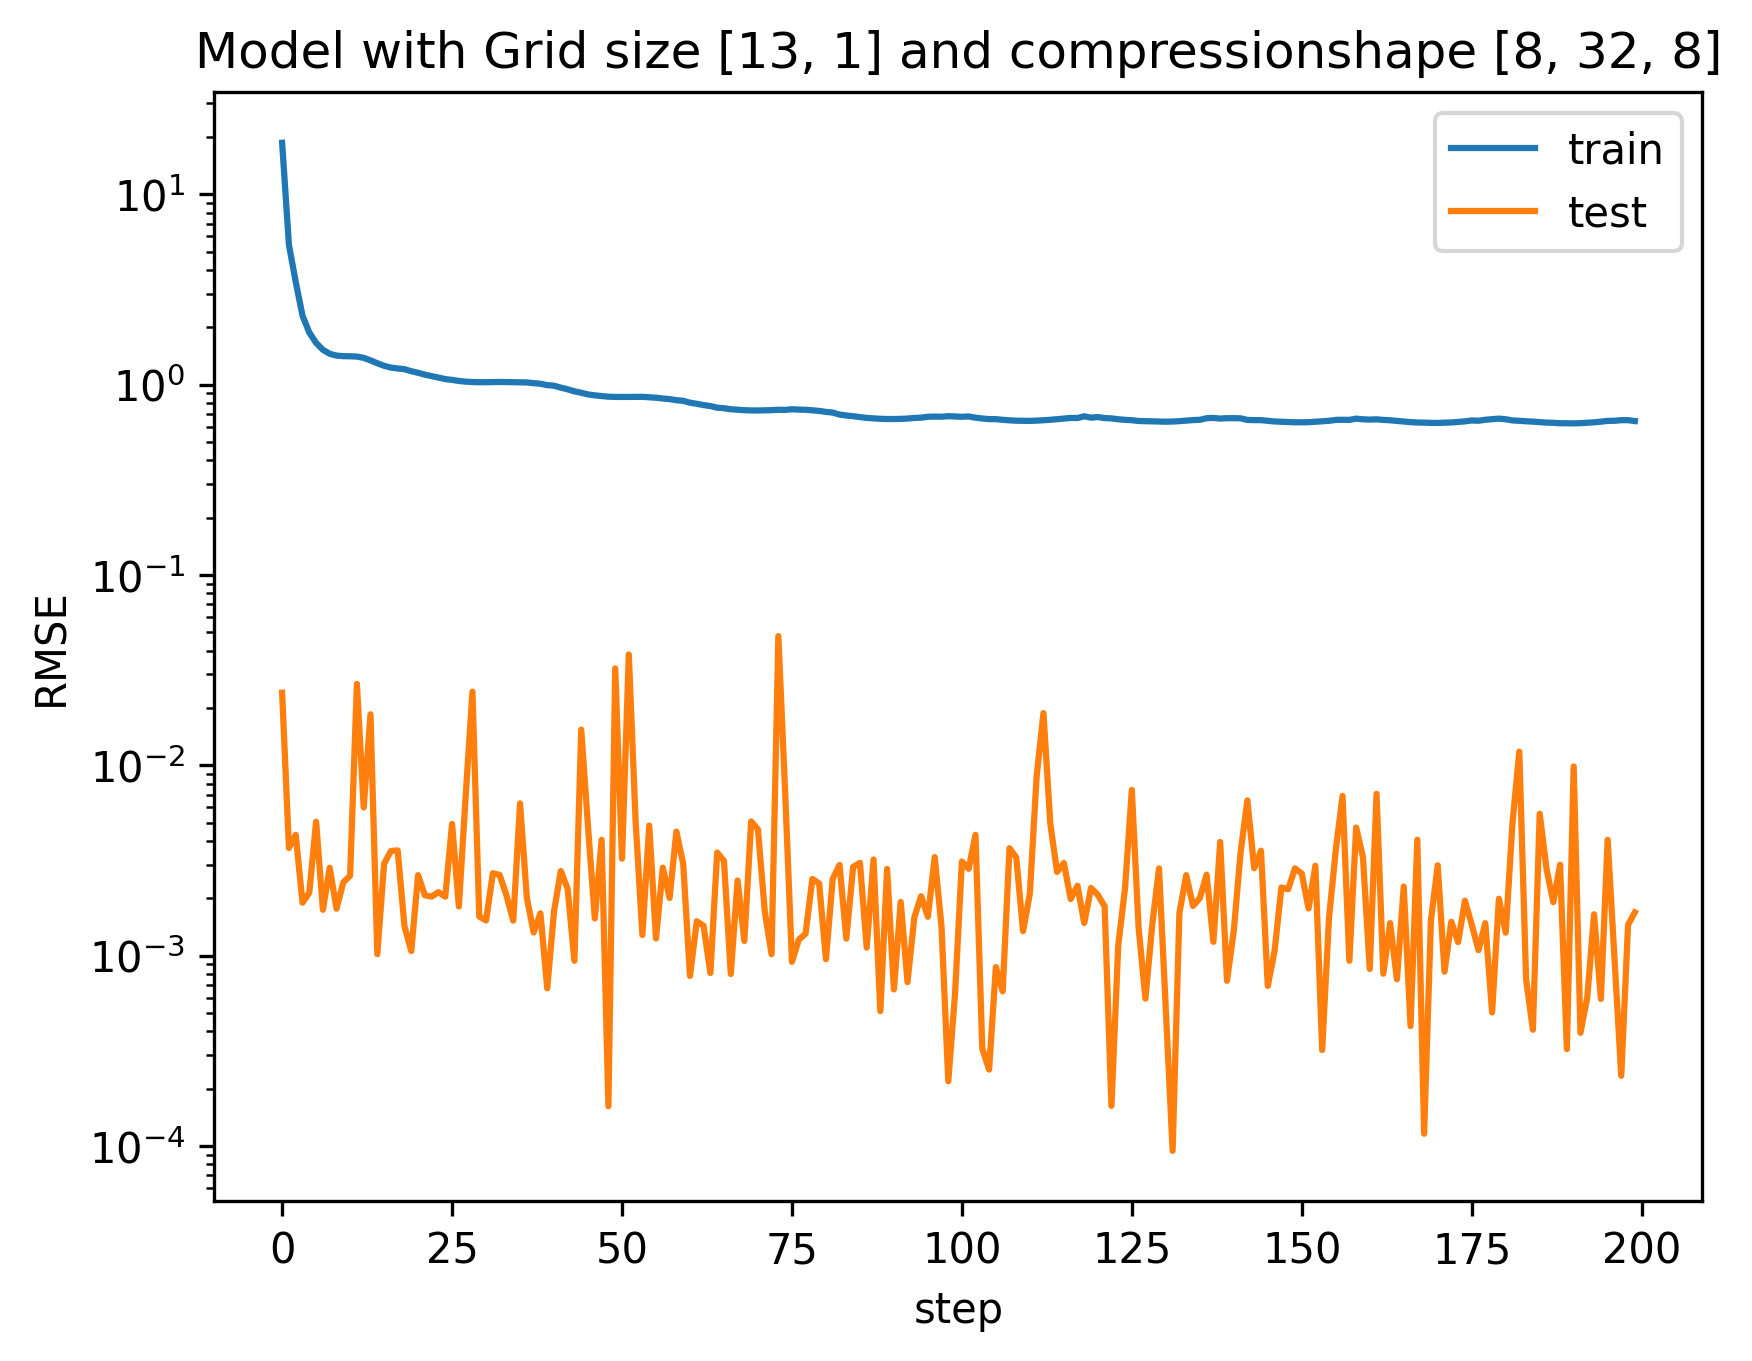 Model with Grid size [13, 1] and compressionshape [8, 32, 8]
train
test
10¹
10⁰
10⁻¹
10⁻²
10⁻³
10⁻⁴
RMSE
0 25 50 75 100 125 150 175 200
step